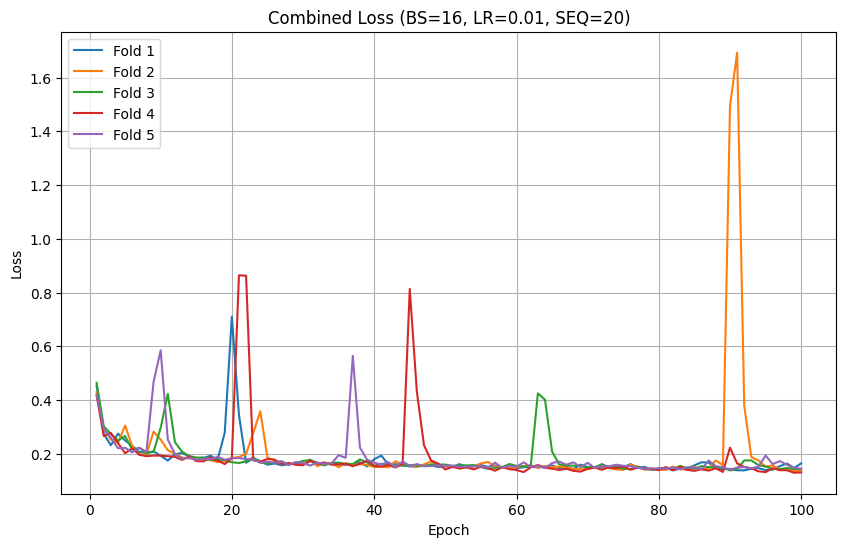 Combined Loss (BS=16, LR=0.01, SEQ=20)
Fold 1
Fold 2
Fold 3
Fold 4
Fold 5
1.6
1.4
1.2
1.0
0.8
0.6
0.4
0.2
Loss
0
20
40
60
80
100
Epoch